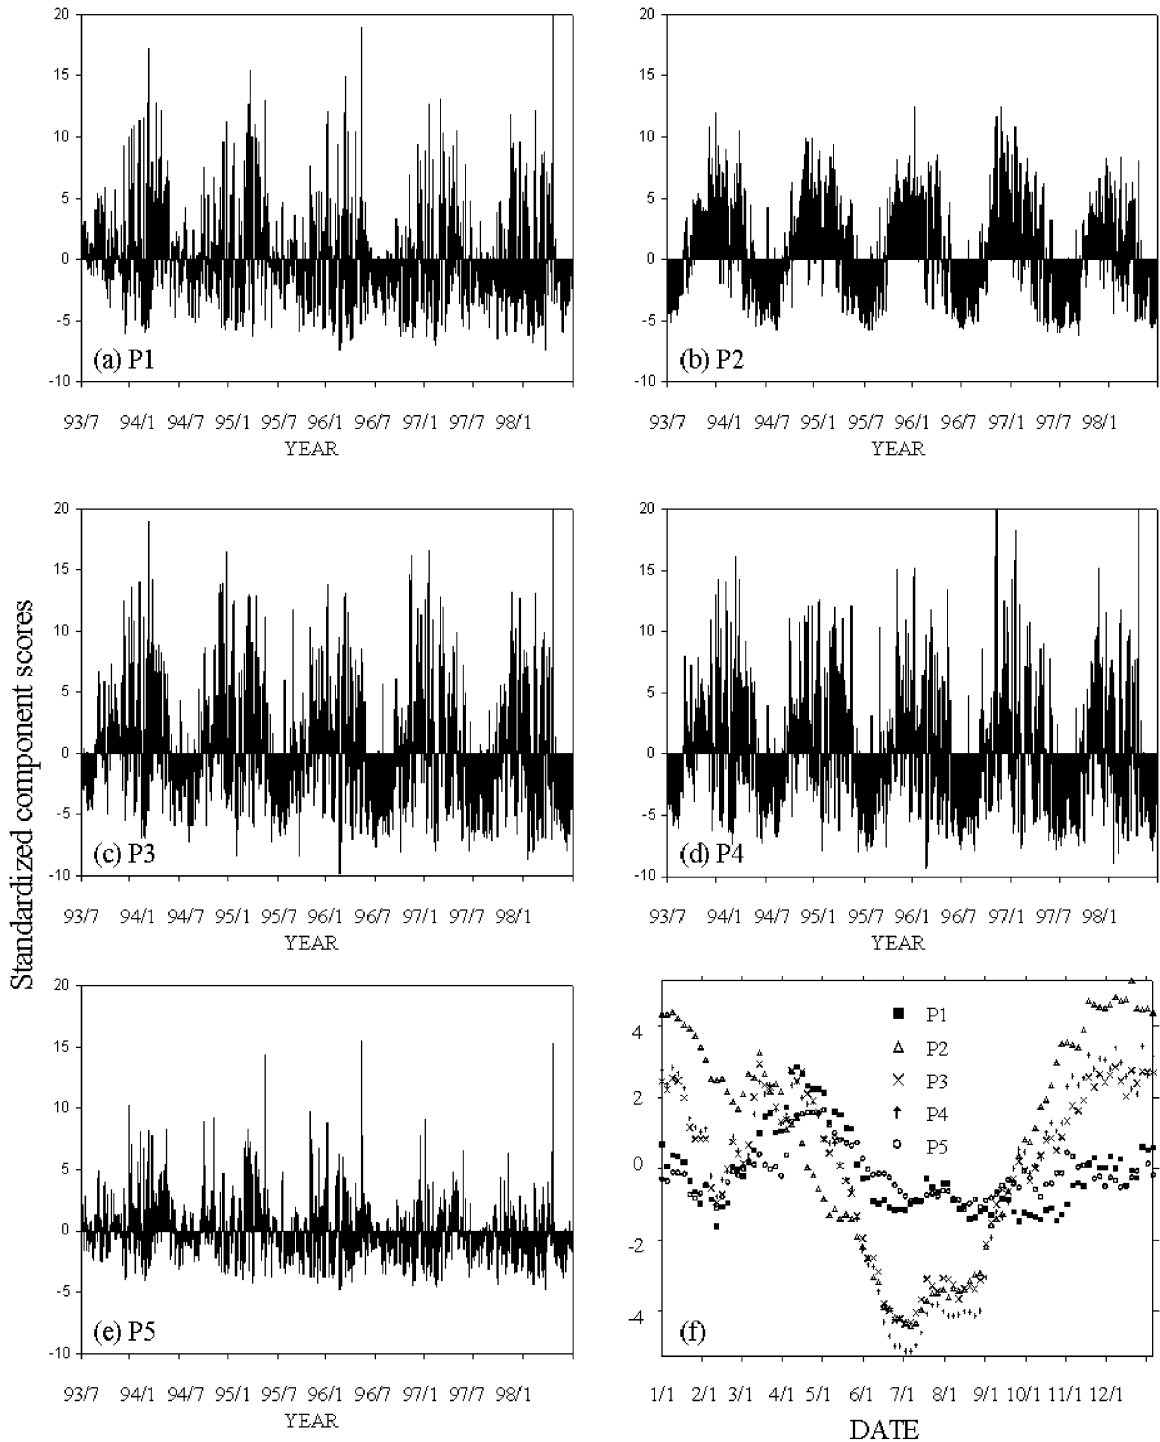 Standardized component scores
20
15
10
5
0
-5
-10
(a) P1
93/7 94/1 94/7 95/1 95/7 96/1 96/7 97/1 97/7 98/1
YEAR
20
15
10
5
0
-5
-10
(b) P2
93/7 94/1 94/7 95/1 95/7 96/1 96/7 97/1 97/7 98/1
YEAR
20
15
10
5
0
-5
-10
(c) P3
93/7 94/1 94/7 95/1 95/7 96/1 96/7 97/1 97/7 98/1
YEAR
20
15
10
5
0
-5
-10
(d) P4
93/7 94/1 94/7 95/1 95/7 96/1 96/7 97/1 97/7 98/1
YEAR
20
15
10
5
0
-5
-10
(e) P5
93/7 94/1 94/7 95/1 95/7 96/1 96/7 97/1 97/7 98/1
YEAR
4
2
0
-2
-4
P1
P2
P3
P4
P5
(f)
1/1 2/1 3/1 4/1 5/1 6/1 7/1 8/1 9/1 10/1 11/1 12/1
DATE